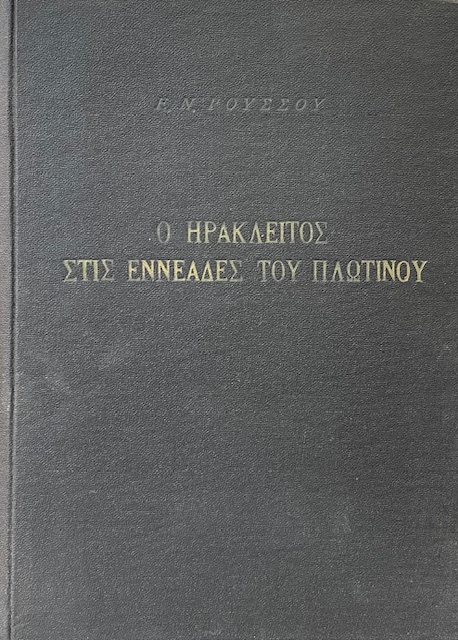 Ε. Ν. ΡΟΥΣΣΟΥ
Ο ΗΡΑΚΛΕΙΤΟΣ
ΣΤΙΣ ΕΝΝΕΑΔΕΣ ΤΟΥ ΠΛΩΤΙΝΟΥ